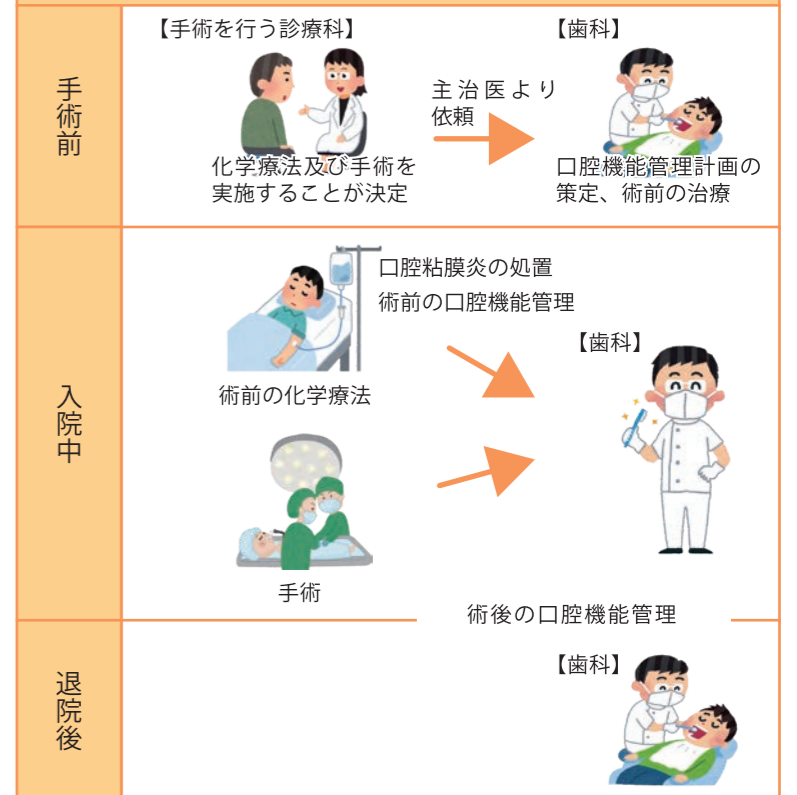 手術前
【手術を行う診療科】
【歯科】
主治医より
依頼
化学療法及び手術を
実施することが決定
口腔機能管理計画の
策定、術前の治療
入院中
口腔粘膜炎の処置
術前の口腔機能管理
【歯科】
術前の化学療法
手術
術後の口腔機能管理
退院後
【歯科】